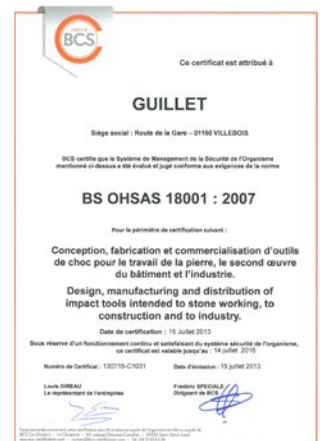 BCS
Ce certificat est attribué à
GUILLET
Siège social : Route de la Gare – 01150 VILLEBOIS
BCS certifie que le Système de Management de la Sécurité de l'Organisme
mentionné ci-dessus a été évalué et jugé conforme aux exigences de la norme
BS OHSAS 18001 : 2007
Pour le périmètre de certification suivant :
Conception, fabrication et commercialisation d'outils
de choc pour le travail de la pierre, le second œuvre
du bâtiment et l'industrie.
Design, manufacturing and distribution of
impact tools intended to stone working, to
construction and to industry.
Date de certification : 15 Juillet 2013
Sous réserve d'un fonctionnement continu et satisfaisant du système sécurité de l'organisme,
ce certificat est valable jusqu'au : 14 juillet 2016
Numéro de Certificat : 130715-C1031 Date d'émission : 15 juillet 2013
Louis GIREAU Frédéric SPECIALE
Le représentant de l'entreprise Dirigeant de BCS